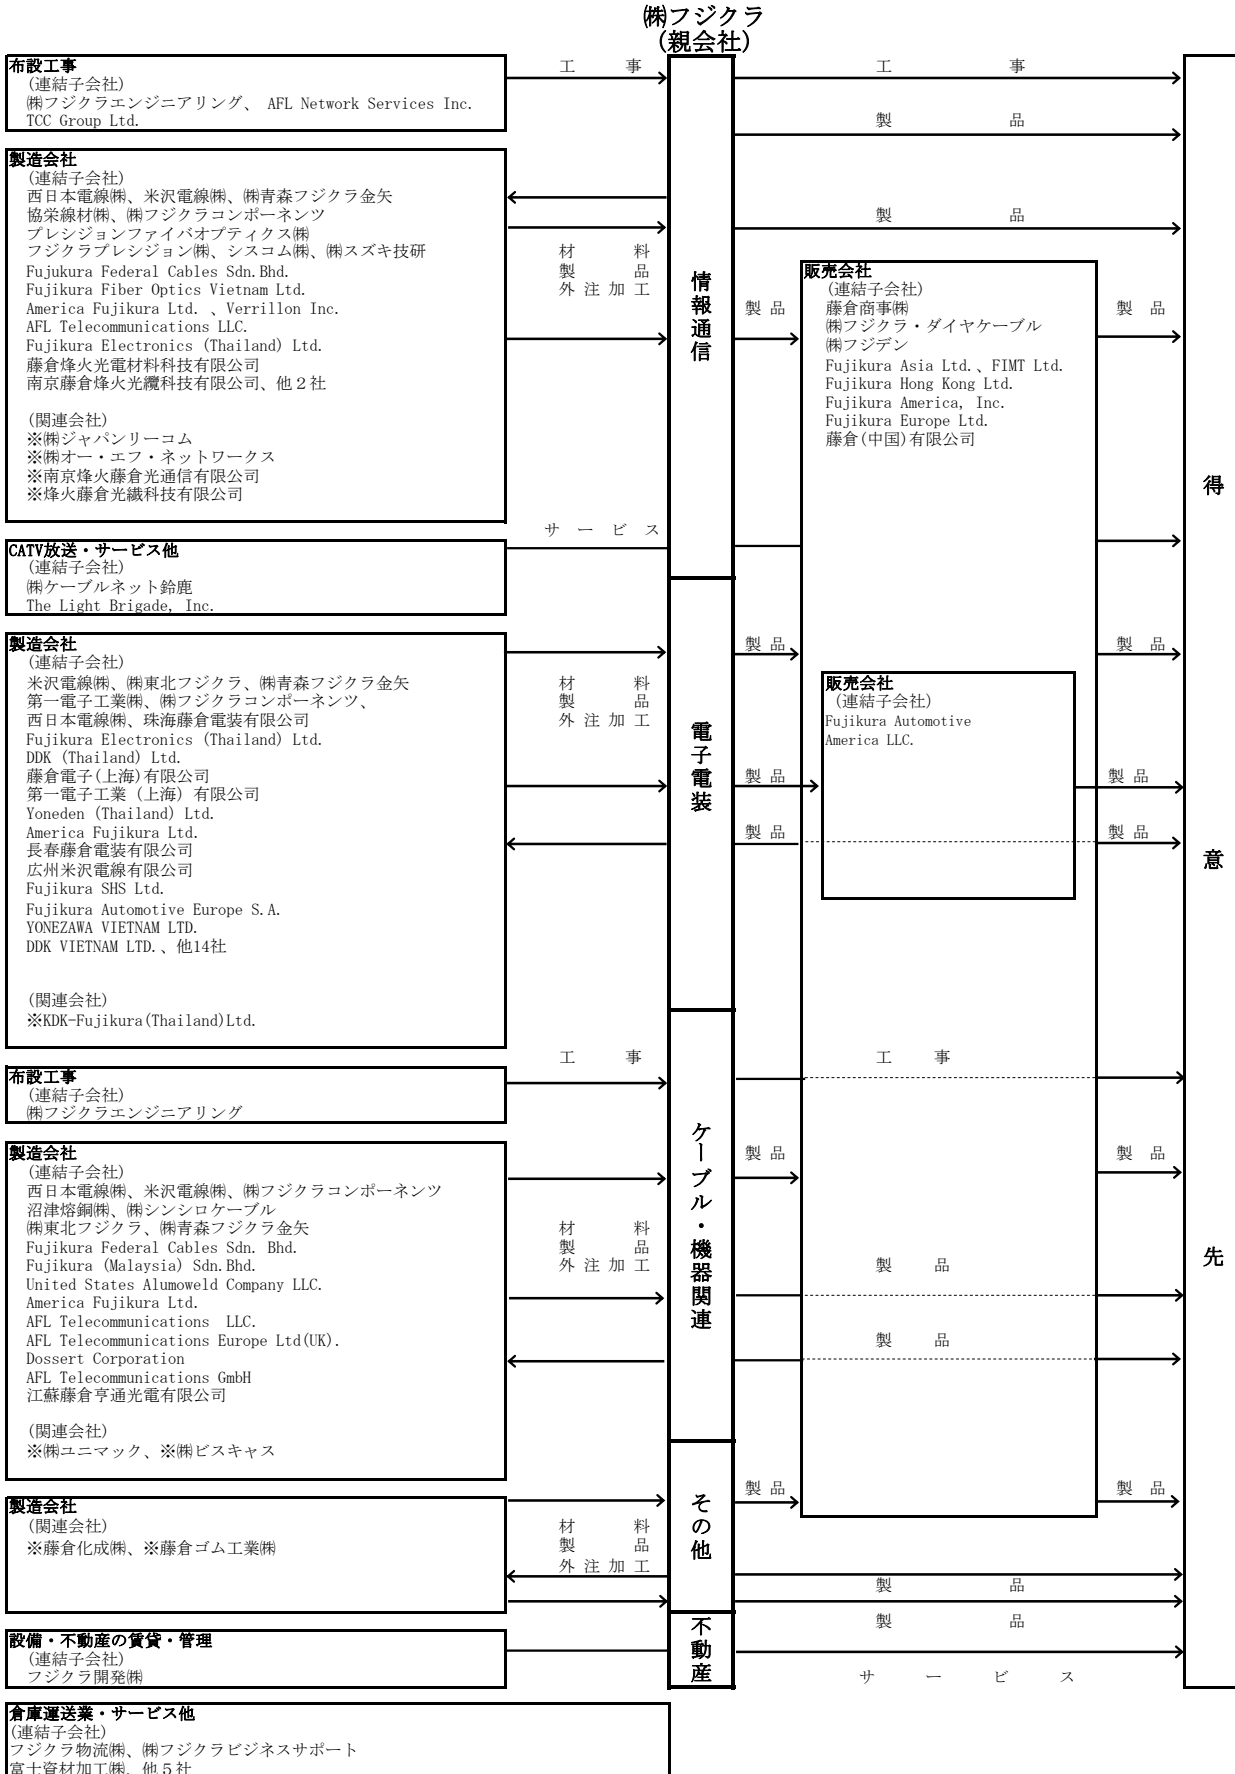 ㈱フジクラ
(親会社)
布設工事
(連結子会社)
㈱フジクラエンジニアリング、 AFL Network Services Inc.
TCC Group Ltd.
工 事
工 事
製 品
製造会社
(連結子会社)
西日本電線㈱、米沢電線㈱、㈱青森フジクラ金矢
協栄線材㈱、㈱フジクラコンポーネンツ
プレシジョンファイバオプティクス㈱
フジクラプレシジョン㈱、シスコム㈱、㈱スズキ技研
Fujukura Federal Cables Sdn.Bhd.
Fujikura Fiber Optics Vietnam Ltd.
America Fujikura Ltd. 、Verrillon Inc.
AFL Telecommunications LLC.
Fujikura Electronics (Thailand) Ltd.
藤倉烽火光電材料科技有限公司
南京藤倉烽火光纜科技有限公司、他２社
(関連会社)
※㈱ジャパンリーコム
※㈱オー・エフ・ネットワークス
※南京烽火藤倉光通信有限公司
※烽火藤倉光繊科技有限公司
材 料
製 品
外 注 加 工
情報通信
製 品
製 品
販売会社
(連結子会社)
藤倉商事㈱
㈱フジクラ・ダイヤケーブル
㈱フジデン
Fujikura Asia Ltd.、FIMT Ltd.
Fujikura Hong Kong Ltd.
Fujikura America, Inc.
Fujikura Europe Ltd.
藤倉(中国)有限公司
製 品
得意先
サ ー ビ ス
CATV放送・サービス他
(連結子会社)
㈱ケーブルネット鈴鹿
The Light Brigade, Inc.
製造会社
(連結子会社)
米沢電線㈱、㈱東北フジクラ、㈱青森フジクラ金矢
第一電子工業㈱、㈱フジクラコンポーネンツ、
西日本電線㈱、珠海藤倉電装有限公司
Fujikura Electronics (Thailand) Ltd.
DDK (Thailand) Ltd.
藤倉電子(上海)有限公司
第一電子工業（上海）有限公司
Yoneden (Thailand) Ltd.
America Fujikura Ltd.
長春藤倉電装有限公司
広州米沢電線有限公司
Fujikura SHS Ltd.
Fujikura Automotive Europe S.A.
YONEZAWA VIETNAM LTD.
DDK VIETNAM LTD.、他14社
(関連会社)
※KDK-Fujikura(Thailand)Ltd.
材 料
製 品
外 注 加 工
電子電装
製 品
製 品
販売会社
(連結子会社)
Fujikura Automotive
America LLC.
製 品
製 品
製 品
製 品
工 事
工 事
布設工事
(連結子会社)
㈱フジクラエンジニアリング
製造会社
(連結子会社)
西日本電線㈱、米沢電線㈱、㈱フジクラコンポーネンツ
沼津熔銅㈱、㈱シンシロケーブル
㈱東北フジクラ、㈱青森フジクラ金矢
Fujikura Federal Cables Sdn. Bhd.
Fujikura (Malaysia) Sdn.Bhd.
United States Alumoweld Company LLC.
America Fujikura Ltd.
AFL Telecommunications LLC.
AFL Telecommunications Europe Ltd(UK).
Dossert Corporation
AFL Telecommunications GmbH
江蘇藤倉亨通光電有限公司
(関連会社)
※㈱ユニマック、※㈱ビスキャス
材 料
製 品
外 注 加 工
ケーブル・機器関連
製 品
製 品
製 品
製 品
製造会社
(関連会社)
※藤倉化成㈱、※藤倉ゴム工業㈱
材 料
製 品
外 注 加 工
その他
製 品
製 品
製 品
製 品
設備・不動産の賃貸・管理
(連結子会社)
フジクラ開発㈱
不動産
サ ー ビ ス
倉庫運送業・サービス他
(連結子会社)
フジクラ物流㈱、㈱フジクラビジネスサポート
富士資材加工㈱、他５社